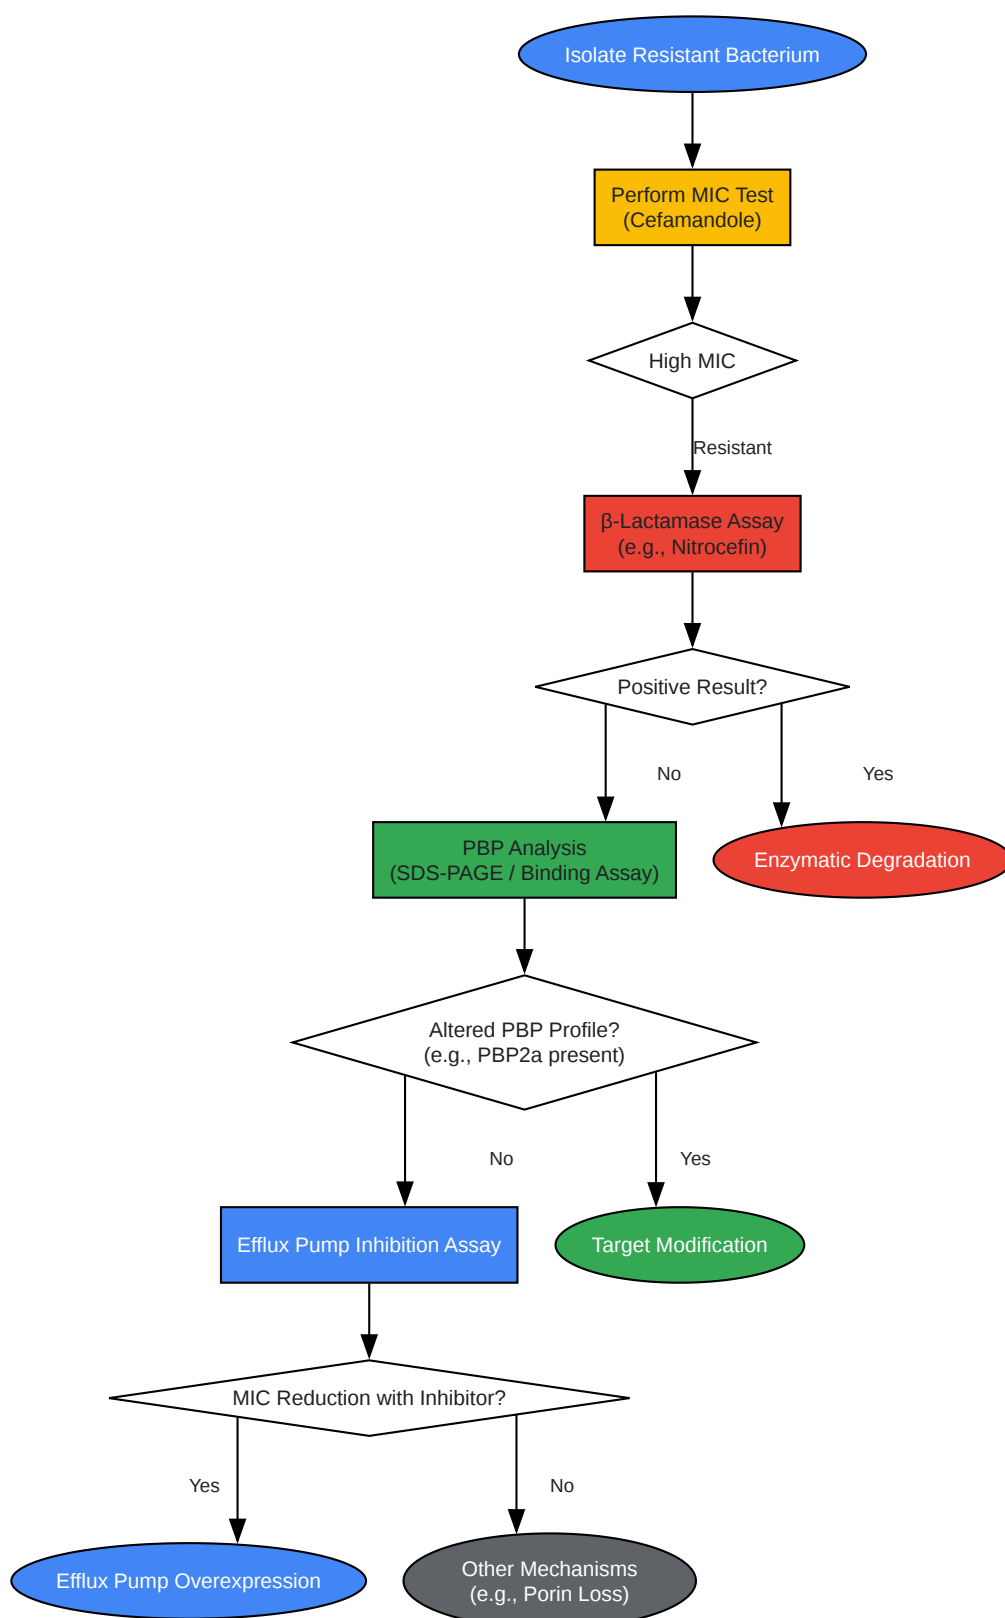 Isolate Resistant Bacterium
Perform MIC Test
(Cefamandole)
High MIC
Resistant
β-Lactamase Assay
(e.g., Nitrocefin)
Positive Result?
No
Yes
PBP Analysis
(SDS-PAGE / Binding Assay)
Enzymatic Degradation
Altered PBP Profile?
(e.g., PBP2a present)
No
Yes
Efflux Pump Inhibition Assay
Target Modification
MIC Reduction with Inhibitor?
Yes
No
Efflux Pump Overexpression
Other Mechanisms
(e.g., Porin Loss)